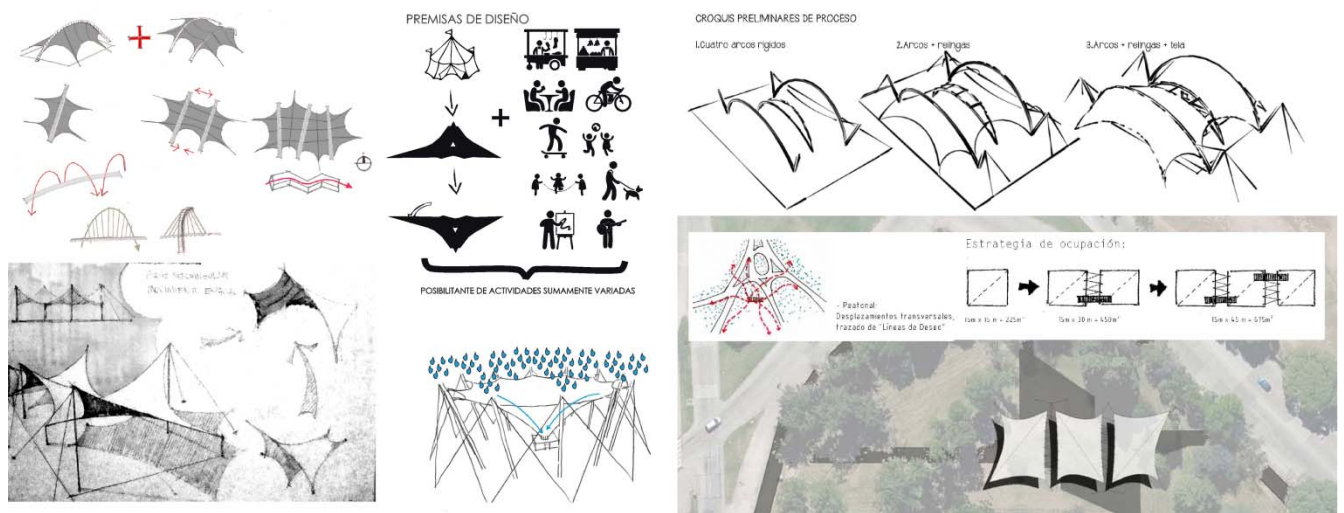 PREMISAS DE DISEÑO
POSIBILITANTE DE ACTIVIDADES SUMAMENTE VARIADAS
CROQUIS PRELIMINARES DE PROCESO
1.Cuatro arcos rígidos
2.Arcos + relingas
3.Arcos + relingas + tela
Estrategia de ocupación:
- Peatonal:
Desplazamientos transversales,
trazado de "Líneas de Deseo"
15m x 15 m = 225m²
15m x 30 m = 450m²
15m x 45 m = 675m²